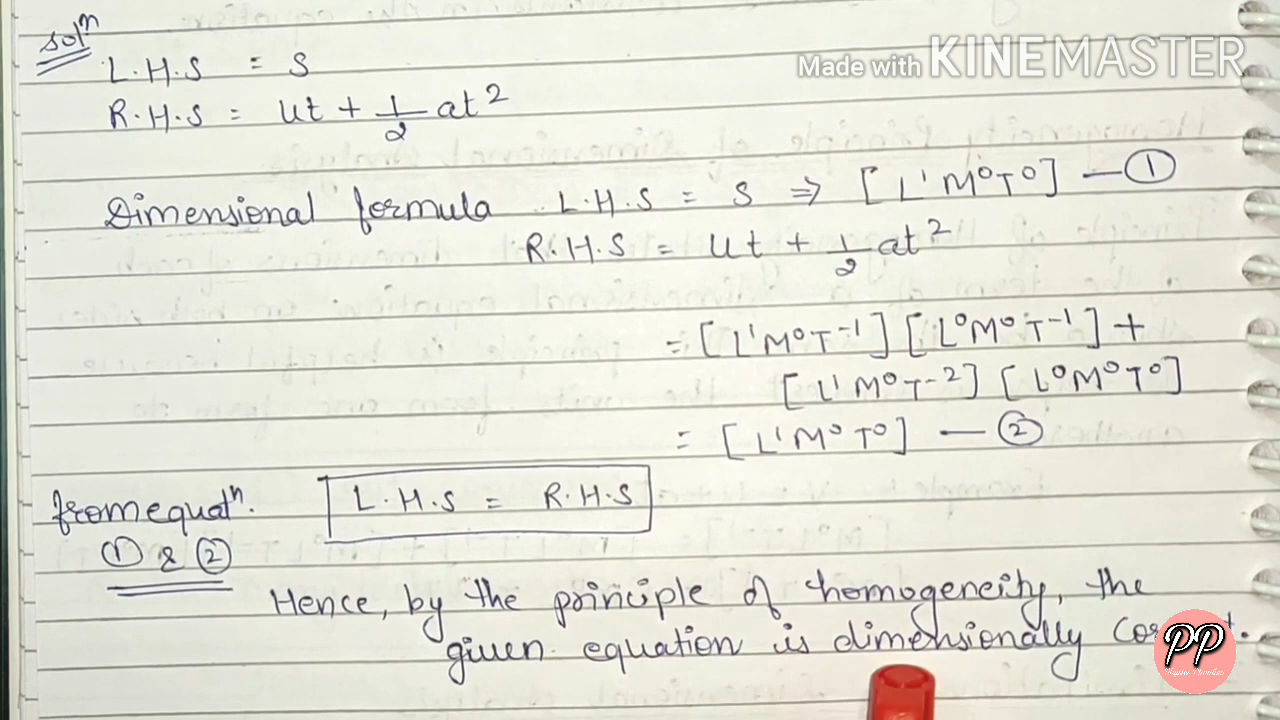 Made with KINEMASTER
Solⁿ
L.H.S = S
R.H.S = ut + 1/2 at²
Dimensional formula L.H.S = S ⇒ [L¹M⁰T⁰] — ①
R.H.S = ut + 1/2 at²
= [L¹M⁰T⁻¹] [L⁰M⁰T⁻¹] +
[L¹M⁰T⁻²] [L⁰M⁰T⁰]
= [L¹M⁰T⁰] — ②
from equatⁿ. L.H.S = R.H.S
① & ②
Hence, by the principle of homogeneity, the
given equation is dimensionally
PP